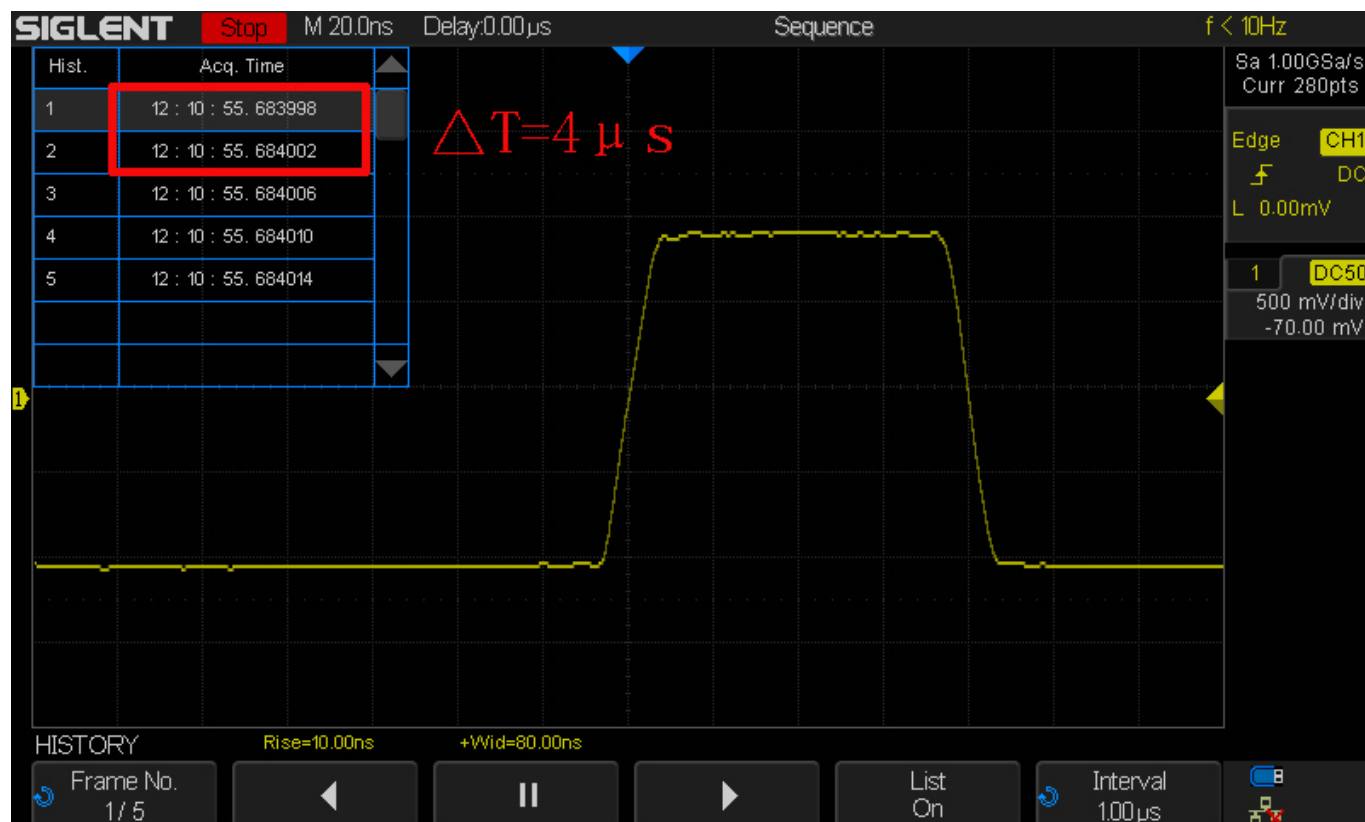 SIGLENT Stop M 20.0ns Delay:0.00µs Sequence f < 10Hz
Hist. Acq. Time
1 12 : 10 : 55. 683998
2 12 : 10 : 55. 684002
3 12 : 10 : 55. 684006
4 12 : 10 : 55. 684010
5 12 : 10 : 55. 684014
△T=4μs
Sa 1.00GSa/s
Curr 280pts
Edge CH1
DC
L 0.00mV
1 DC50
500 mV/div
-70.00 mV
1
HISTORY Rise=10.00ns +Wid=80.00ns
Frame No.
1/ 5
List
On
Interval
1.00µs